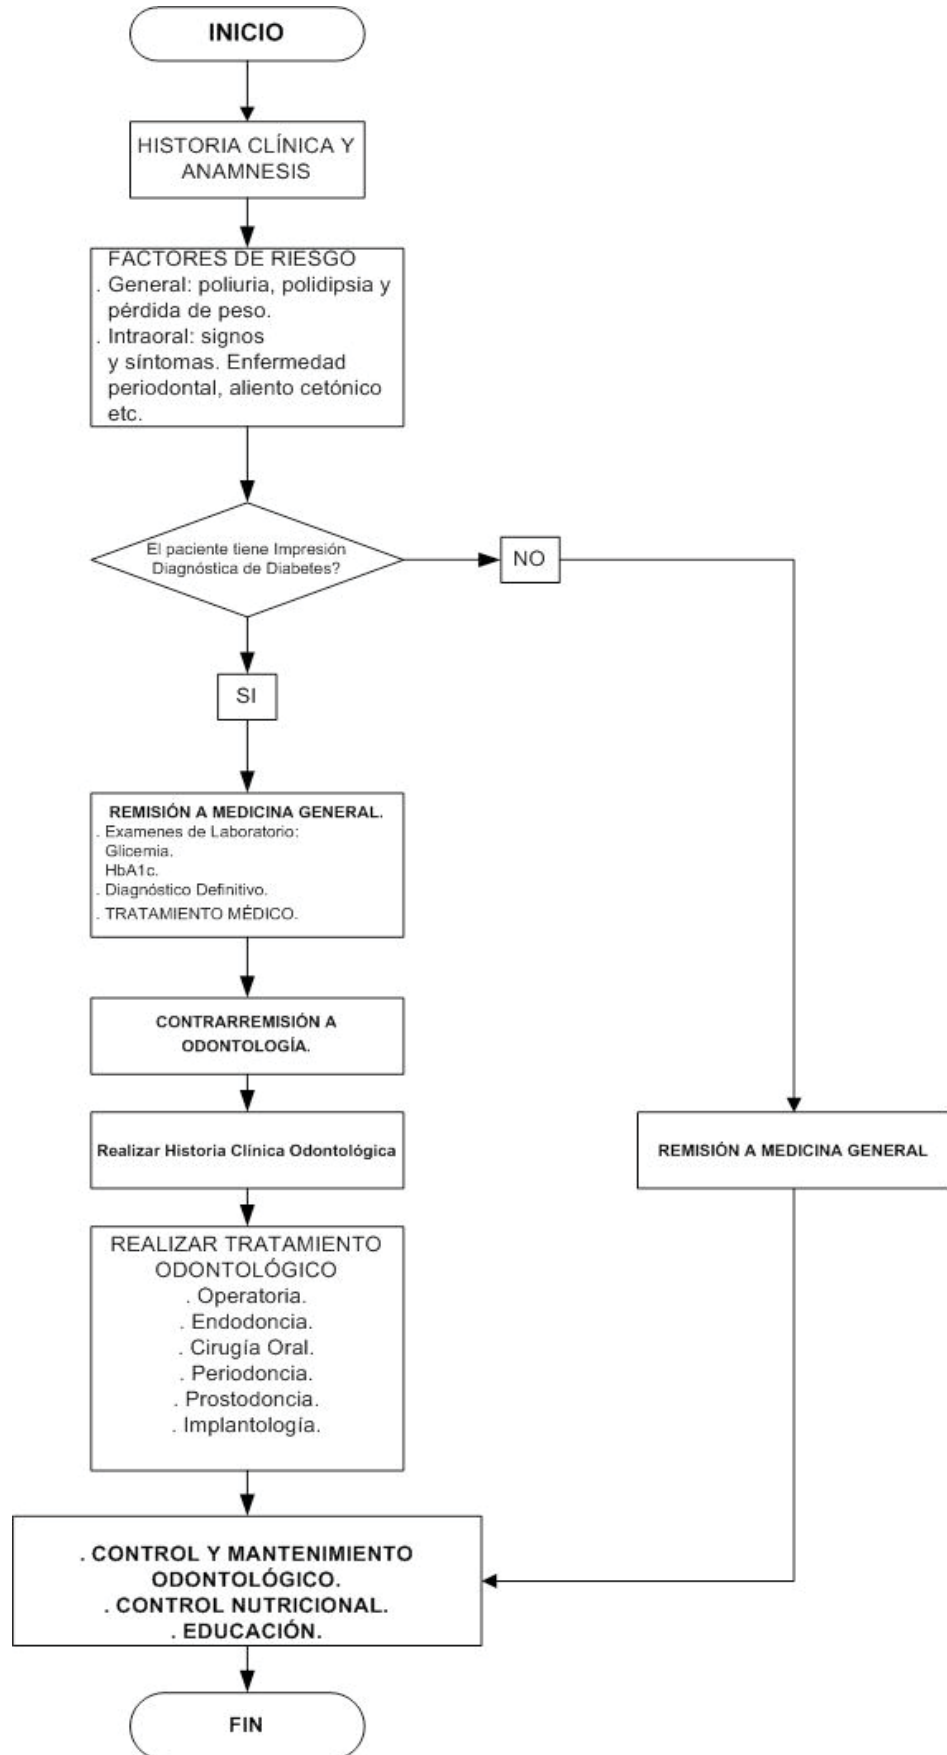 INICIO
HISTORIA CLÍNICA Y
ANAMNESIS
FACTORES DE RIESGO
. General: poliuria, polidipsia y
pérdida de peso.
. Intraoral: signos
y síntomas. Enfermedad
periodontal, aliento cetónico
etc.
El paciente tiene Impresión
Diagnóstica de Diabetes?
NO
SI
REMISIÓN A MEDICINA GENERAL.
. Examenes de Laboratorio:
Glicemia.
HbA1c.
. Diagnóstico Definitivo.
. TRATAMIENTO MÉDICO.
CONTRARREMISIÓN A
ODONTOLOGÍA.
Realizar Historia Clínica Odontológica
REMISIÓN A MEDICINA GENERAL
REALIZAR TRATAMIENTO
ODONTOLÓGICO
. Operatoria.
. Endodoncia.
. Cirugía Oral.
. Periodoncia.
. Prostodoncia.
. Implantología.
. CONTROL Y MANTENIMIENTO
ODONTOLÓGICO.
. CONTROL NUTRICIONAL.
. EDUCACIÓN.
FIN